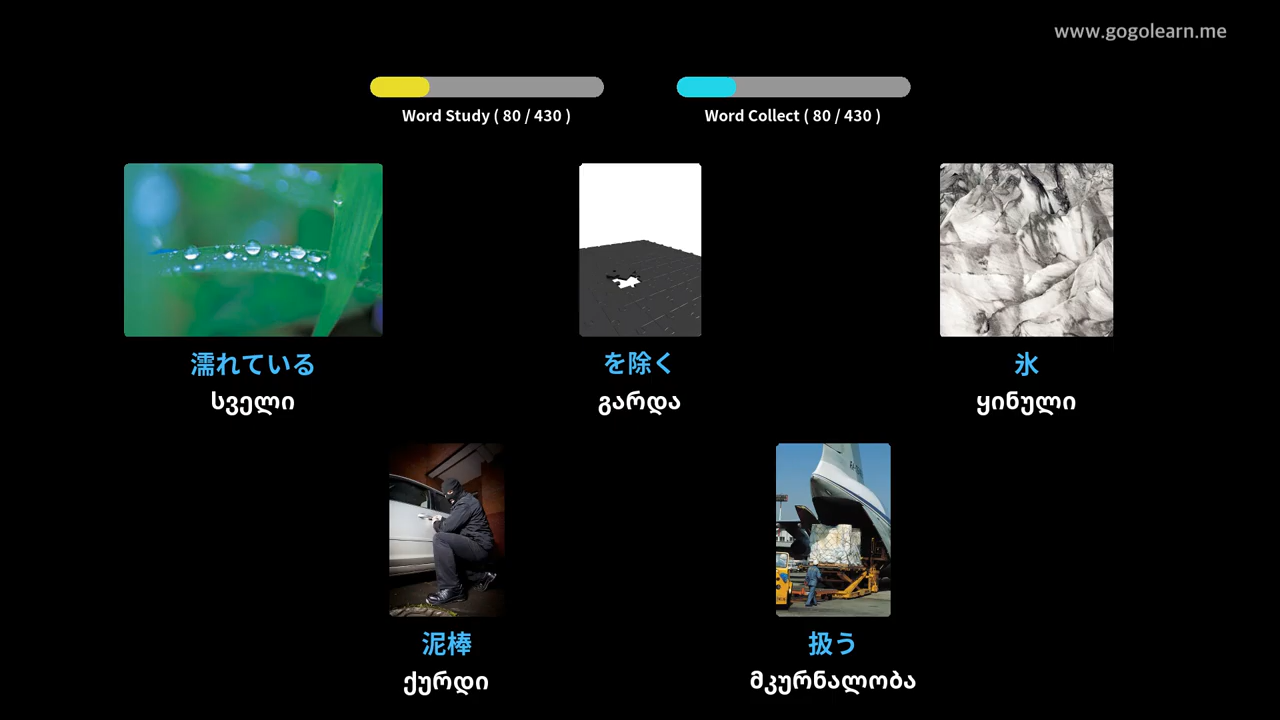 www.gogolearn.me
Word Study ( 80 / 430 )
Word Collect ( 80 / 430 )
濡れている
სველი
を除く
გარდა
氷
ყინული
泥棒
ქურდი
扱う
მკურნალობა